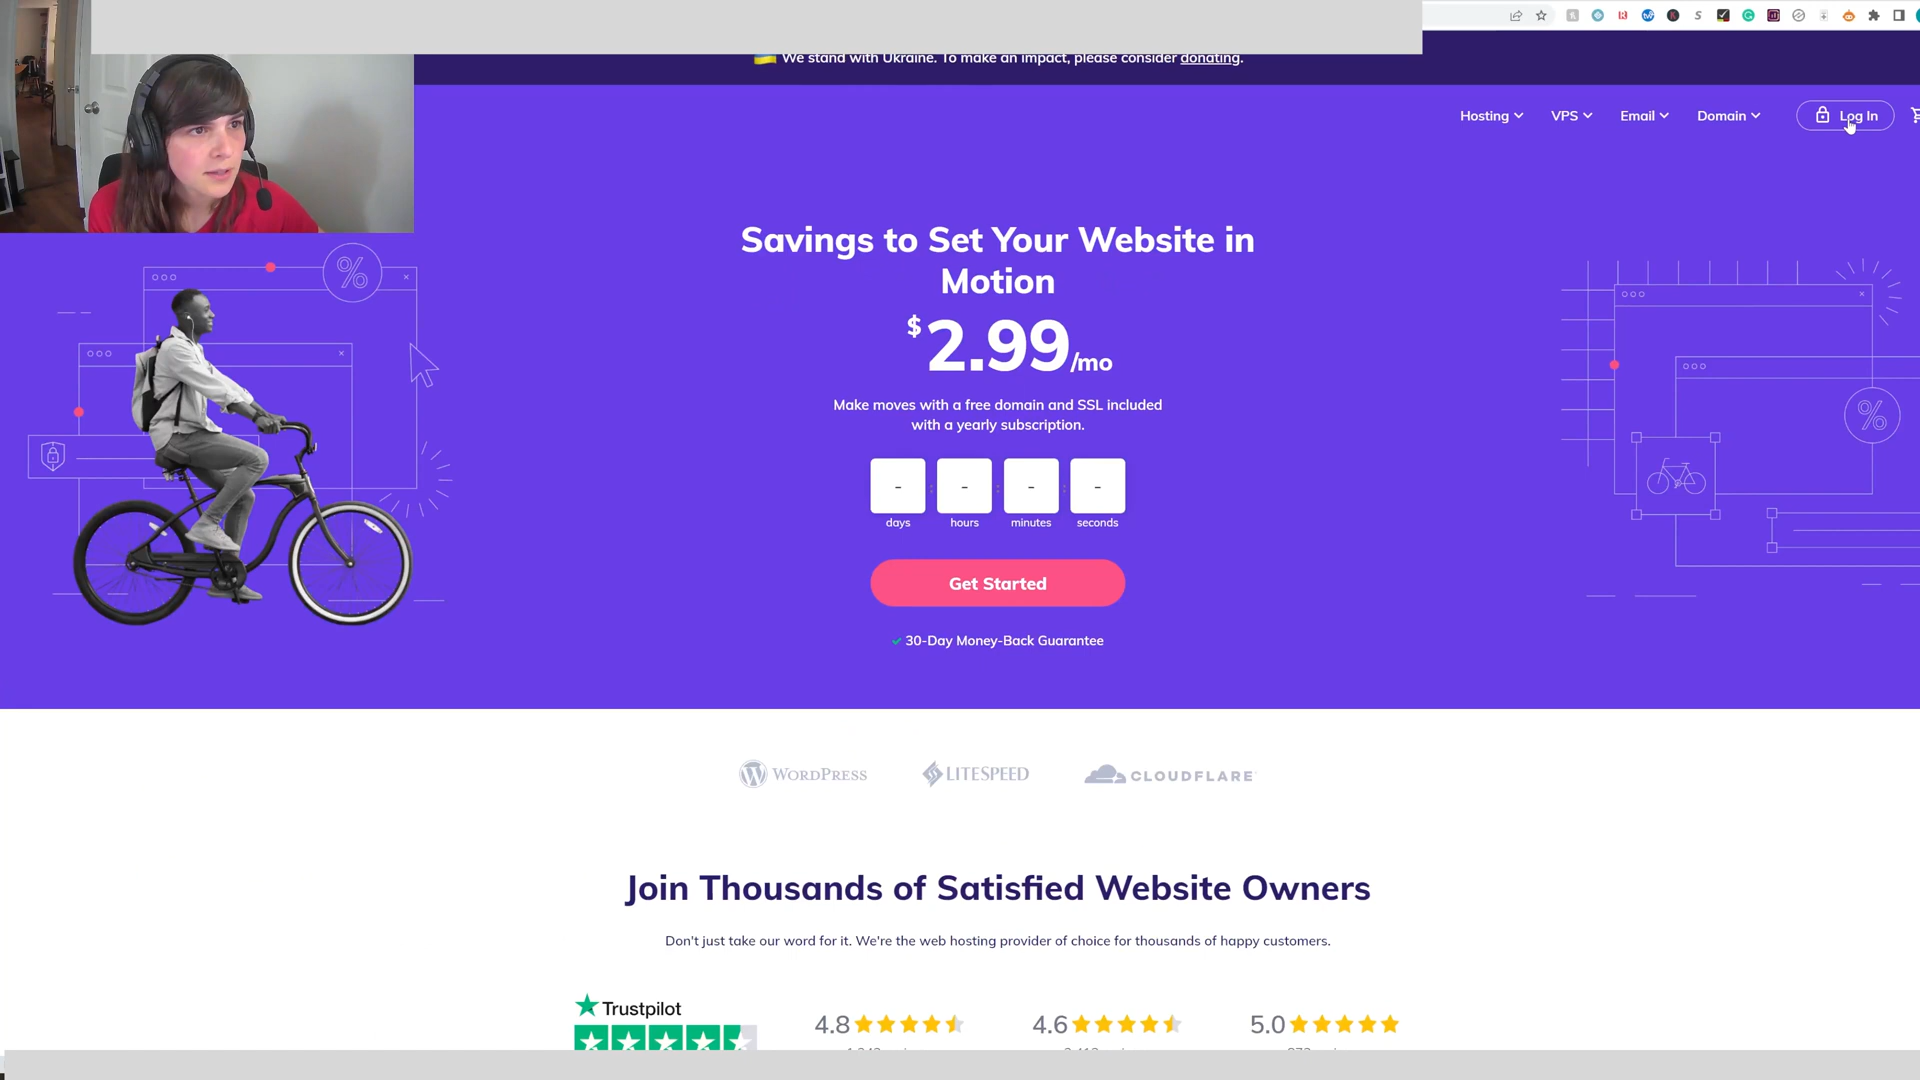 We stand with Ukraine. To make an impact, please consider donating.
Hosting VPS Email Domain Log In
Savings to Set Your Website in
Motion
$2.99/mo
Make moves with a free domain and SSL included
with a yearly subscription.
- - - -
days hours minutes seconds
Get Started
30-Day Money-Back Guarantee
WORDPRESS LITESPEED CLOUDFLARE
Join Thousands of Satisfied Website Owners
Don't just take our word for it. We're the web hosting provider of choice for thousands of happy customers.
Trustpilot
4.8 4.6 5.0